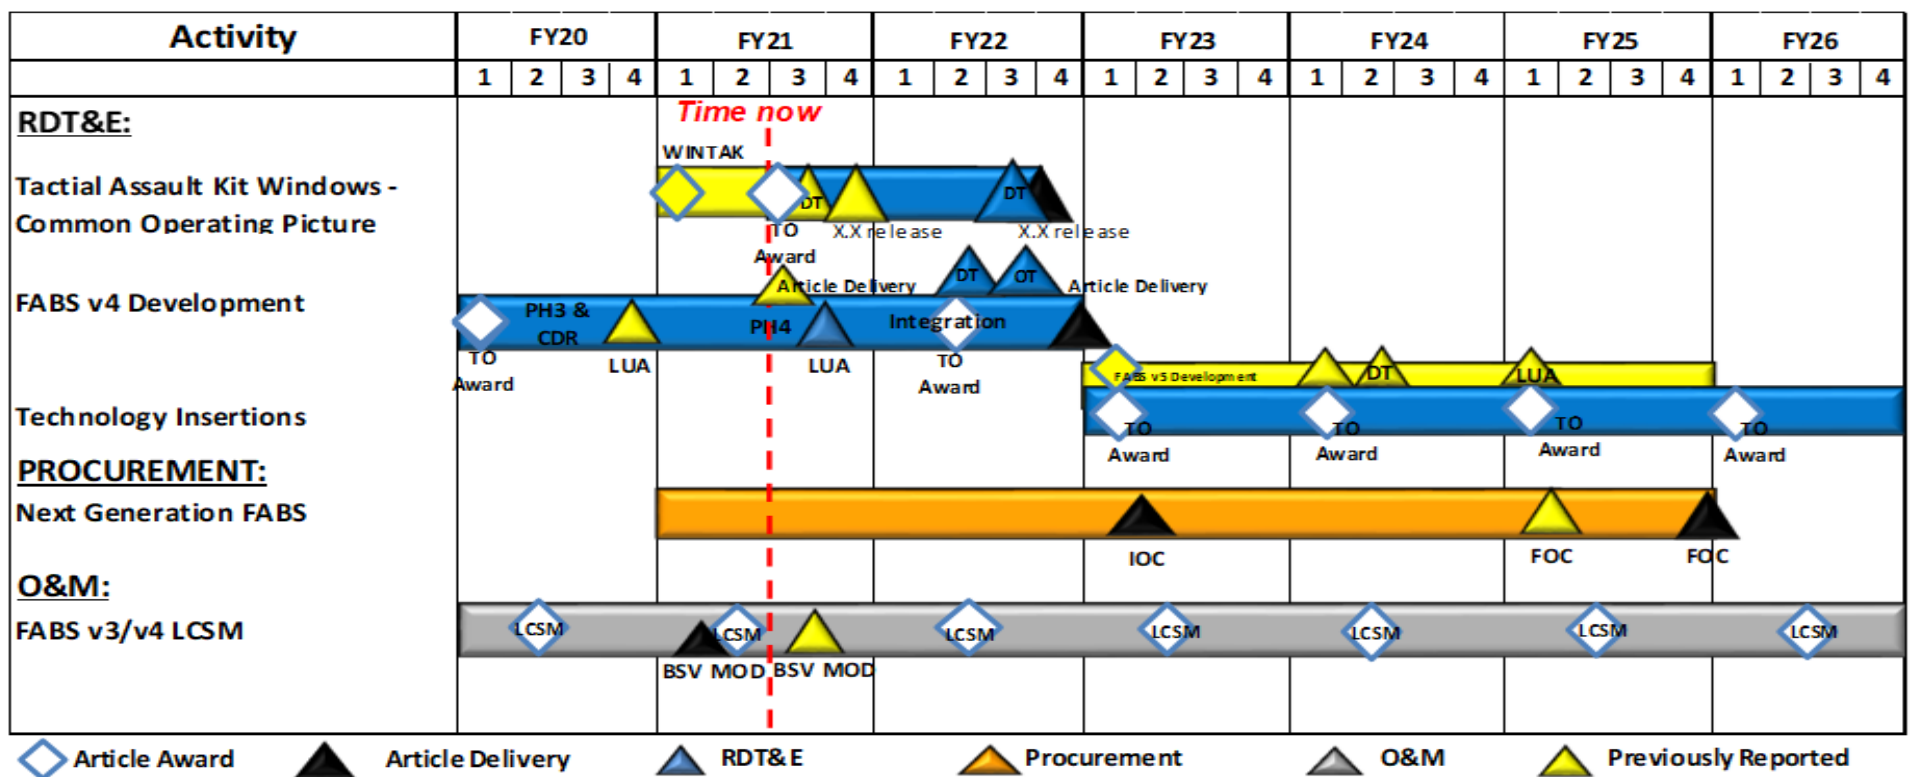 Activity FY20 FY21 FY22 FY23 FY24 FY25 FY26
1 2 3 4 1 2 3 4 1 2 3 4 1 2 3 4 1 2 3 4 1 2 3 4 1 2 3 4
Time now
RDT&E:
WINTAK
Tactial Assault Kit Windows -
Common Operating Picture
DT DT
TO X.X release X.X release
Award
DT OT
Article Delivery Article Delivery
FABS v4 Development
PH3 & PH4 Integration
CDR
TO LUA LUA TO
Award Award
FABS v5 Development DT LUA
Technology Insertions
TO TO TO TO
Award Award Award Award
PROCUREMENT:
Next Generation FABS
IOC FOC FOC
O&M:
FABS v3/v4 LCSM
LCSM LCSM LCSM LCSM LCSM LCSM LCSM
BSV MOD BSV MOD
Article Award Article Delivery RDT&E Procurement O&M Previously Reported